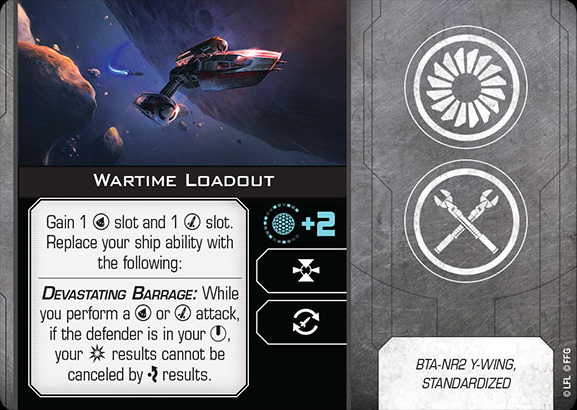 WARTIME LOADOUT
Gain 1 slot and 1 slot.
Replace your ship ability with
the following:
DEVASTATING BARRAGE: While
you perform a or attack,
if the defender is in your ,
your results cannot be
canceled by results.
+2
BTA-NR2 Y-WING,
STANDARDIZED
© LFL © FFG